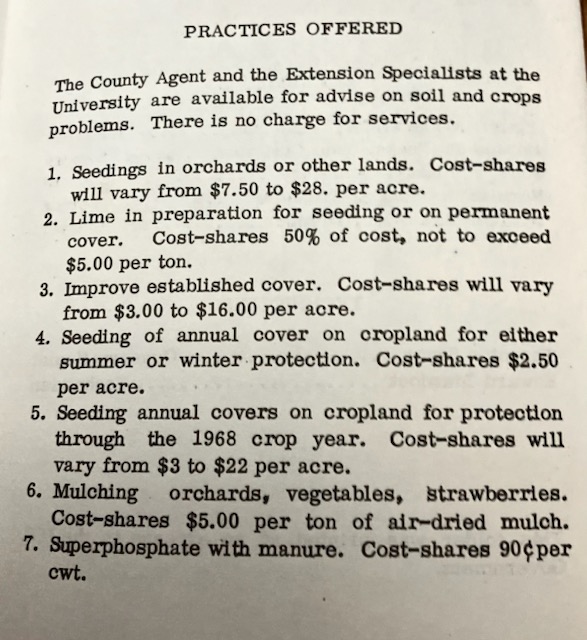 PRACTICES OFFERED
The County Agent and the Extension Specialists at the
University are available for advise on soil and crops
problems. There is no charge for services.
1. Seedings in orchards or other lands. Cost-shares
will vary from $7.50 to $28. per acre.
2. Lime in preparation for seeding or on permanent
cover. Cost-shares 50% of cost, not to exceed
$5.00 per ton.
3. Improve established cover. Cost-shares will vary
from $3.00 to $16.00 per acre.
4. Seeding of annual cover on cropland for either
summer or winter protection. Cost-shares $2.50
per acre.
5. Seeding annual covers on cropland for protection
through the 1968 crop year. Cost-shares will
vary from $3 to $22 per acre.
6. Mulching orchards, vegetables, strawberries.
Cost-shares $5.00 per ton of air-dried mulch.
7. Superphosphate with manure. Cost-shares 90¢ per
cwt.